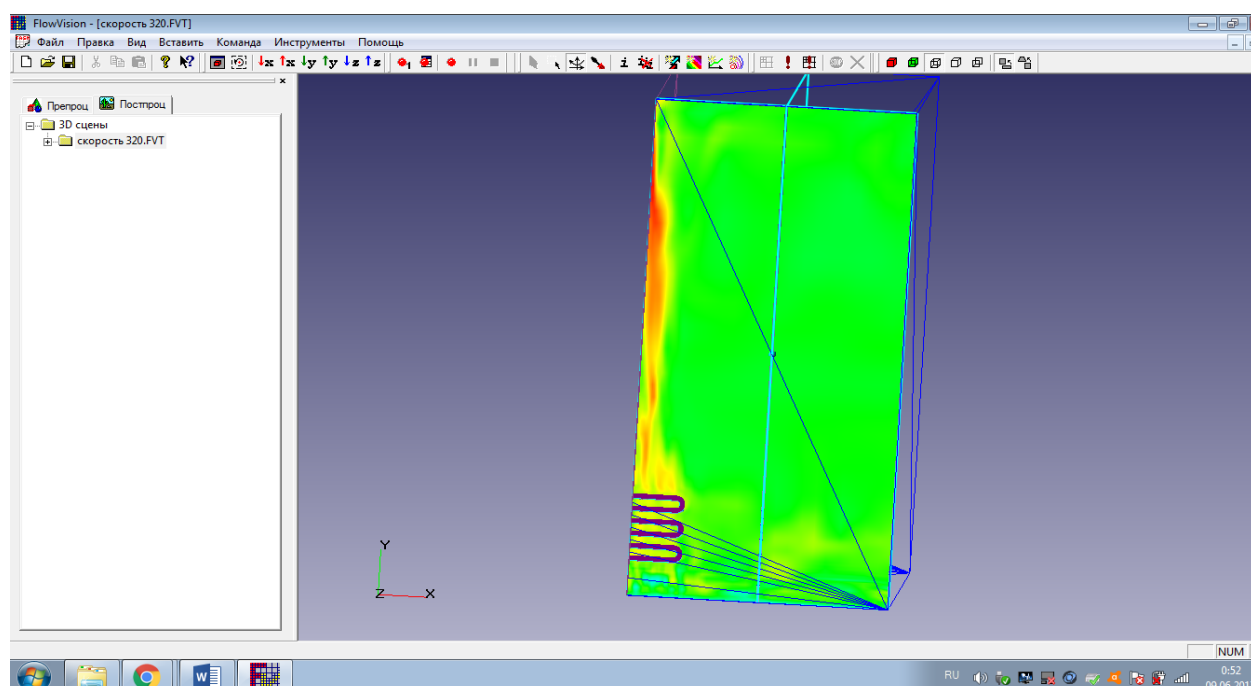 FlowVision - [скорость 320.FVT]
Файл Правка Вид Вставить Команда Инструменты Помощь
Препроц Постпроц
3D сцены
скорость 320.FVT
Y
Z X
NUM
RU 0:52